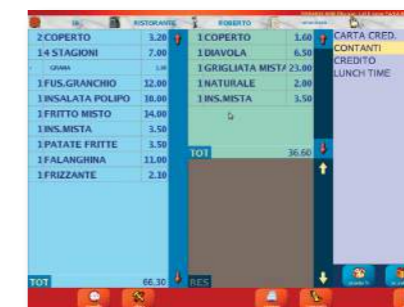 RISTORANTE
ROBERTO
2 COPERTO 3.20
1 4 STAGIONI 7.00
GRANA
1 FUS.GRANCHIO 12.00
1 INSALATA POLIPO 10.00
1 FRITTO MISTO 14.00
1 INS.MISTA 3.50
1 PATATE FRITTE 3.50
1 FALANGHINA 11.00
1 FRIZZANTE 2.10
TOT 66.30
1 COPERTO 1.60
1 DIAVOLA 6.50
1 GRIGLIATA MISTA 23.00
1 NATURALE 2.00
1 INS.MISTA 3.50
TOT 36.60
RES
CARTA CRED.
CONTANTI
CREDITO
LUNCH TIME